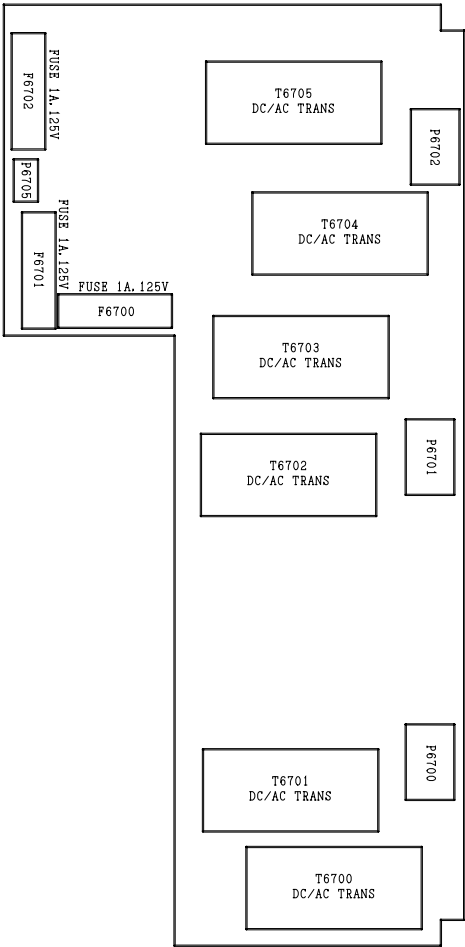 F6702
FUSE 1A, 125V
T6705
DC/AC TRANS
P6702
P6705
T6704
DC/AC TRANS
F6701
FUSE 1A, 125V
FUSE 1A, 125V
F6700
T6703
DC/AC TRANS
T6702
DC/AC TRANS
P6701
T6701
DC/AC TRANS
P6700
T6700
DC/AC TRANS